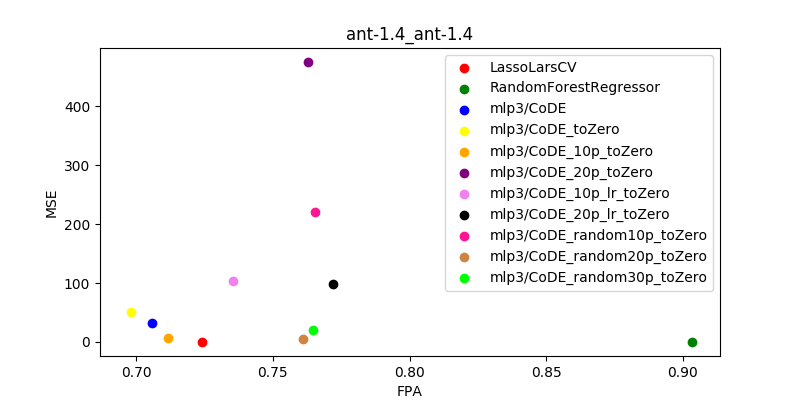 ant-1.4_ant-1.4
MSE
400
300
200
100
0
LassoLarsCV
RandomForestRegressor
mlp3/CoDE
mlp3/CoDE_toZero
mlp3/CoDE_10p_toZero
mlp3/CoDE_20p_toZero
mlp3/CoDE_10p_lr_toZero
mlp3/CoDE_20p_lr_toZero
mlp3/CoDE_random10p_toZero
mlp3/CoDE_random20p_toZero
mlp3/CoDE_random30p_toZero
0.70 0.75 0.80 0.85 0.90
FPA